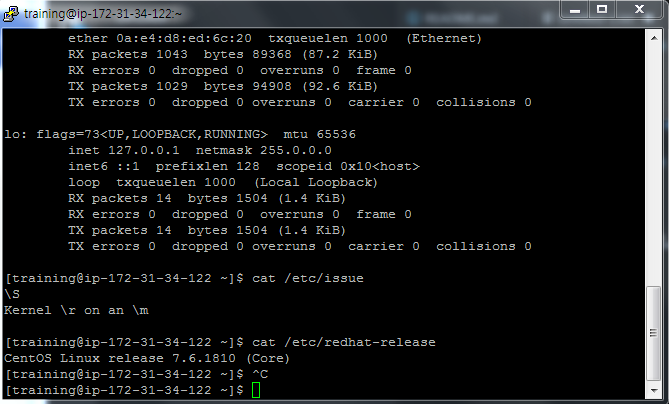 training@ip-172-31-34-122:~
ether 0a:e4:d8:ed:6c:20  txqueuelen 1000  (Ethernet)
RX packets 1043  bytes 89368 (87.2 KiB)
RX errors 0  dropped 0  overruns 0  frame 0
TX packets 1029  bytes 94908 (92.6 KiB)
TX errors 0  dropped 0 overruns 0  carrier 0  collisions 0
lo: flags=73<UP,LOOPBACK,RUNNING>  mtu 65536
inet 127.0.0.1  netmask 255.0.0.0
inet6 ::1  prefixlen 128  scopeid 0x10<host>
loop  txqueuelen 1000  (Local Loopback)
RX packets 14  bytes 1504 (1.4 KiB)
RX errors 0  dropped 0  overruns 0  frame 0
TX packets 14  bytes 1504 (1.4 KiB)
TX errors 0  dropped 0 overruns 0  carrier 0  collisions 0
[training@ip-172-31-34-122 ~]$ cat /etc/issue
\S
Kernel \r on an \m
[training@ip-172-31-34-122 ~]$ cat /etc/redhat-release
CentOS Linux release 7.6.1810 (Core)
[training@ip-172-31-34-122 ~]$ ^C
[training@ip-172-31-34-122 ~]$